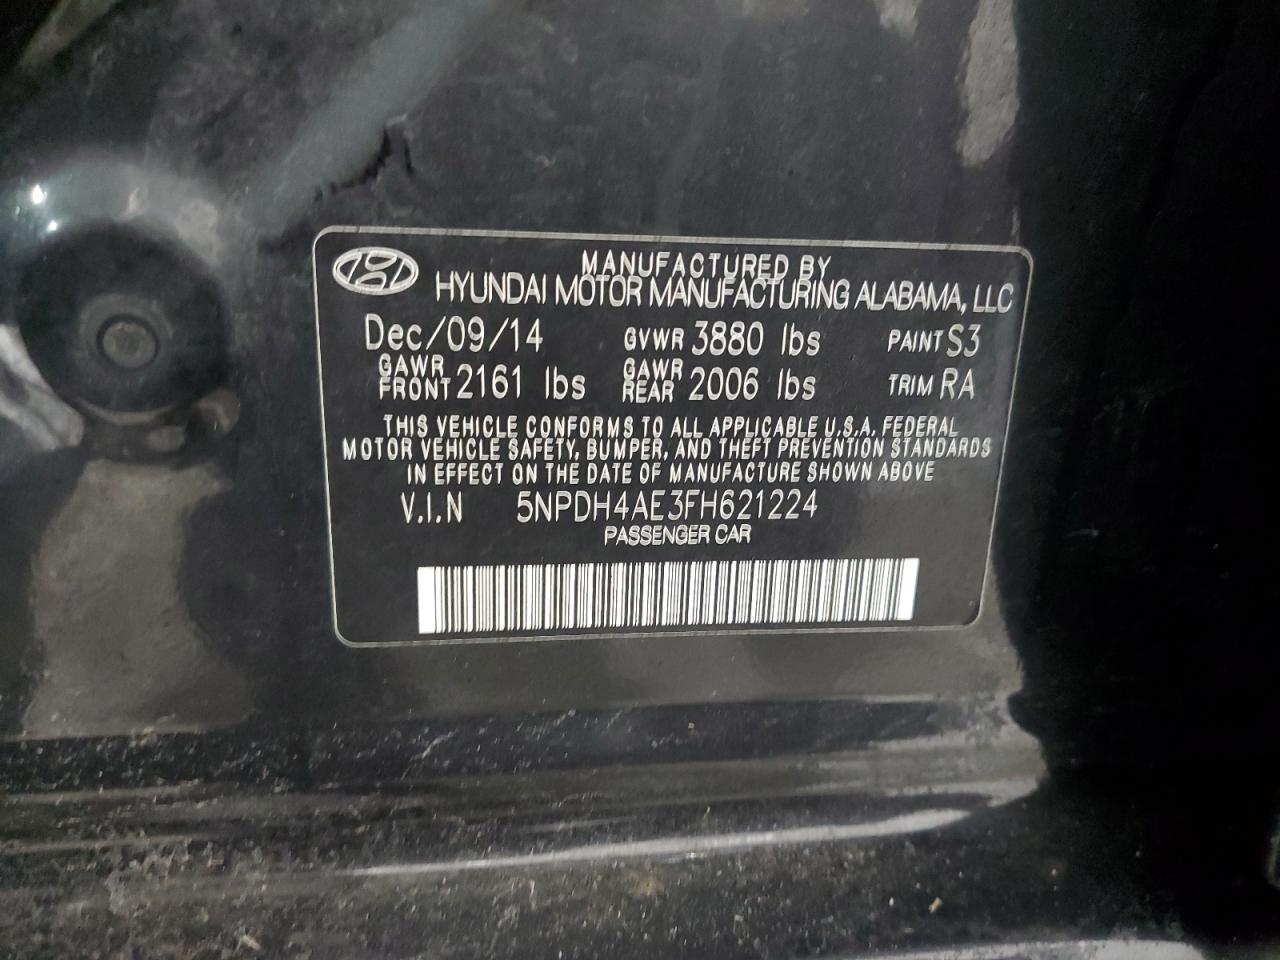 MANUFACTURED BY
HYUNDAI MOTOR MANUFACTURING ALABAMA, LLC
Dec/09/14 GVWR 3880 lbs PAINT S3
GAWR FRONT 2161 lbs GAWR REAR 2006 lbs TRIM RA
THIS VEHICLE CONFORMS TO ALL APPLICABLE U.S.A. FEDERAL
MOTOR VEHICLE SAFETY, BUMPER, AND THEFT PREVENTION STANDARDS
IN EFFECT ON THE DATE OF MANUFACTURE SHOWN ABOVE
V.I.N 5NPDH4AE3FH621224
PASSENGER CAR